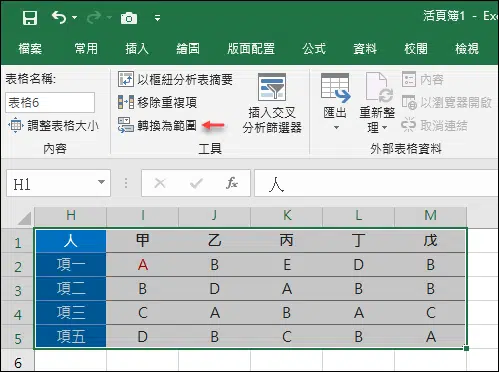 活頁簿1 - Exc
檔案 常用 插入 繪圖 版面配置 公式 資料 校閱 檢視
表格名稱:
表格6
調整表格大小
內容
以樞紐分析表摘要
移除重複項
轉換為範圍
工具
插入交叉
分析篩選器
匯出
重新整
理
內容
以瀏覽器開啟
取消連結
外部表格資料
H1 fx 人
H I J K L M
1 人 甲 乙 丙 丁 戊
2 項一 A B E D B
3 項二 B D A B B
4 項三 C A B A C
5 項五 D B C B A
6